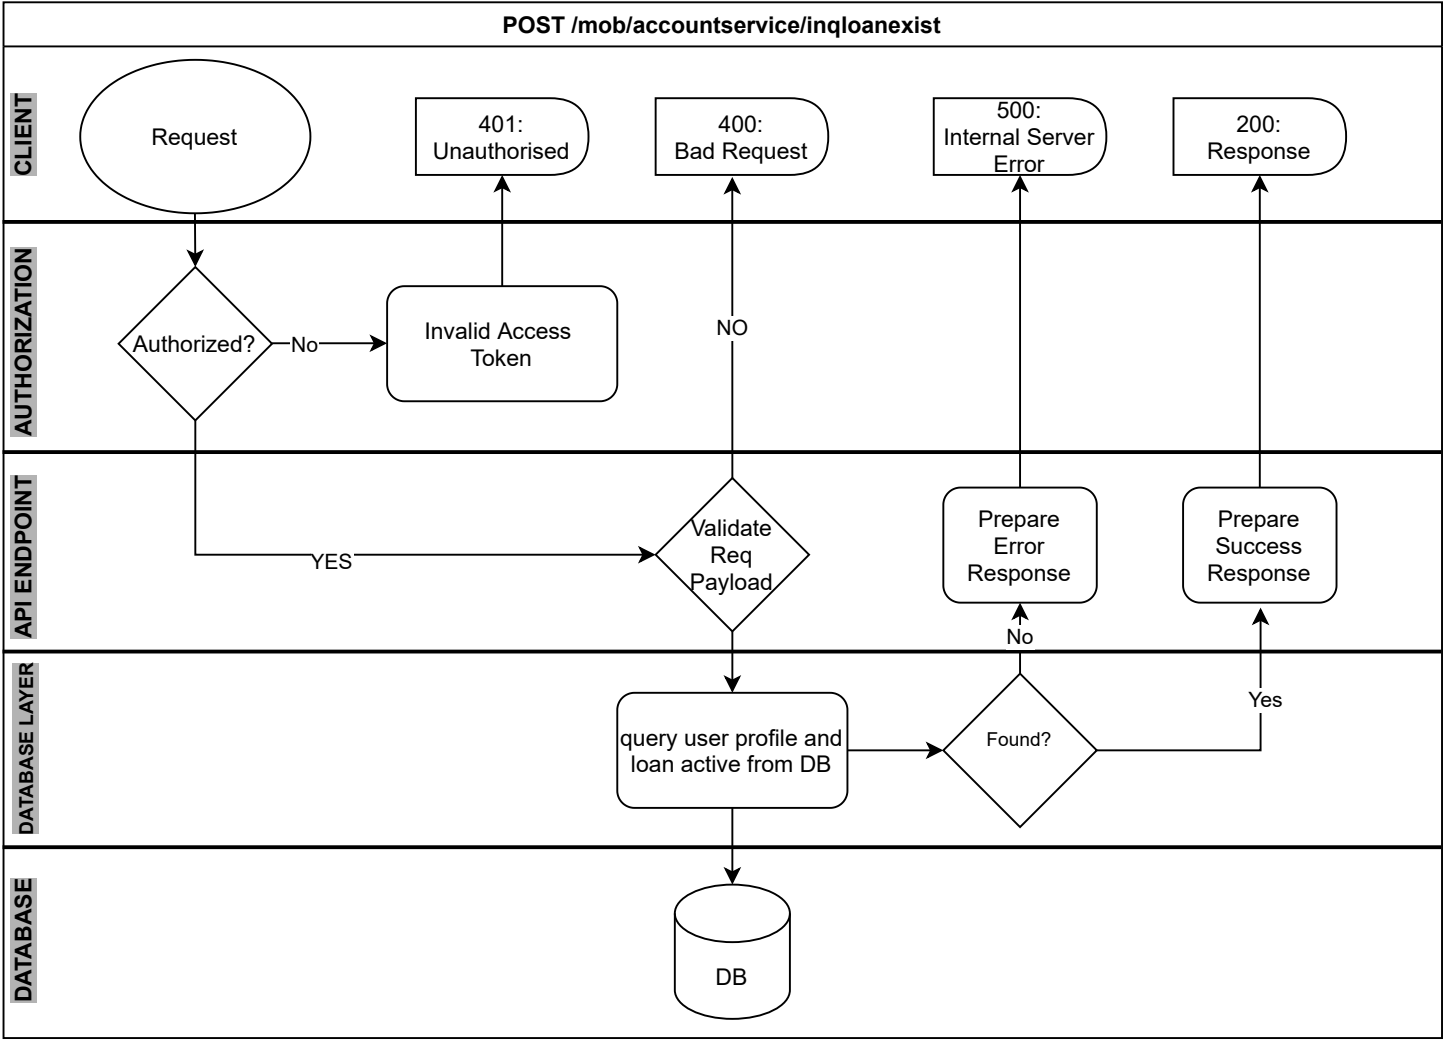 POST /mob/accountservice/inqloanexist
CLIENT
Request
401:
Unauthorised
400:
Bad Request
500:
Internal Server
Error
200:
Response
AUTHORIZATION
Authorized?
No
Invalid Access
Token
NO
API ENDPOINT
YES
Validate
Req
Payload
Prepare
Error
Response
Prepare
Success
Response
No
DATABASE LAYER
query user profile and
loan active from DB
Found?
Yes
DATABASE
DB